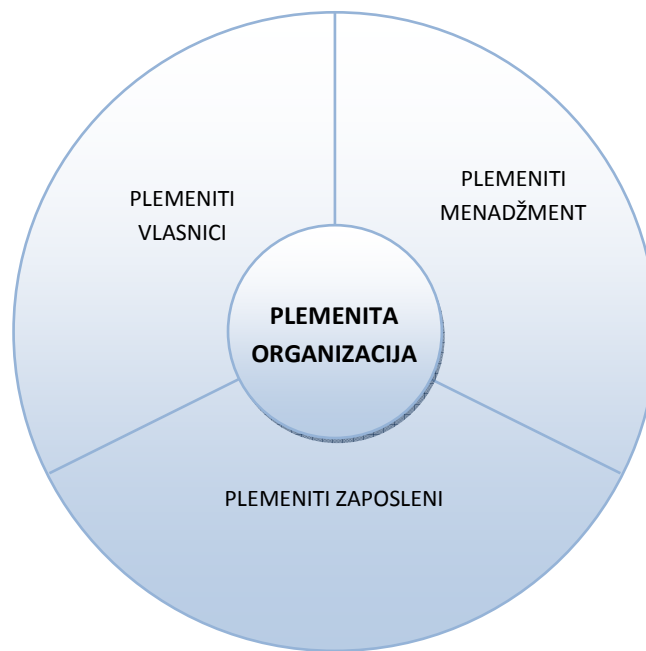 PLEMENITI
VLASNICI
PLEMENITI
MENADŽMENT
PLEMENITA
ORGANIZACIJA
PLEMENITI ZAPOSLENI